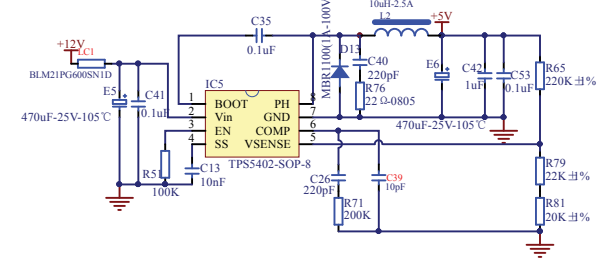 10uH-2.5A
L2
+5V
C35
0.1uF
MBR1100(1A-100V
D13
+12V
LC1
BLM21PG600SN1D
C40
220pF
R76
22 Ω-0805
E6
C42
1uF
C53
0.1uF
R65
220K±1%
E5
C41
0.1uF
470uF-25V-105℃
470uF-25V-105℃
IC5
1
BOOT
PH
8
2
Vin
GND
7
3
EN
COMP
6
4
SS
VSENSE
5
TPS5402-SOP-8
R51
100K
C13
10nF
C26
220pF
C39
10pF
R71
200K
R79
22K±1%
R81
20K±1%